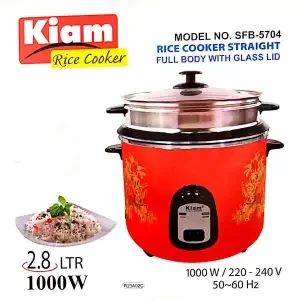 Kiam
Rice Cooker
MODEL NO. SFB-5704
RICE COOKER STRAIGHT
FULL BODY WITH GLASS LID
Kiam
2.8 LTR
1000W
1000 W / 220 - 240 V
50~60 Hz
R23A02C